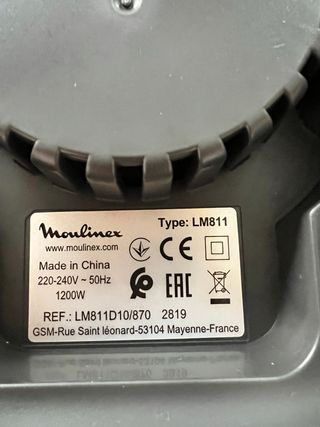 Moulinex Type: LM811
www.moulinex.com
Made in China
220-240V ~ 50Hz
1200W
CE
EAC
REF.: LM811D10/870 2819
GSM-Rue Saint léonard-53104 Mayenne-France